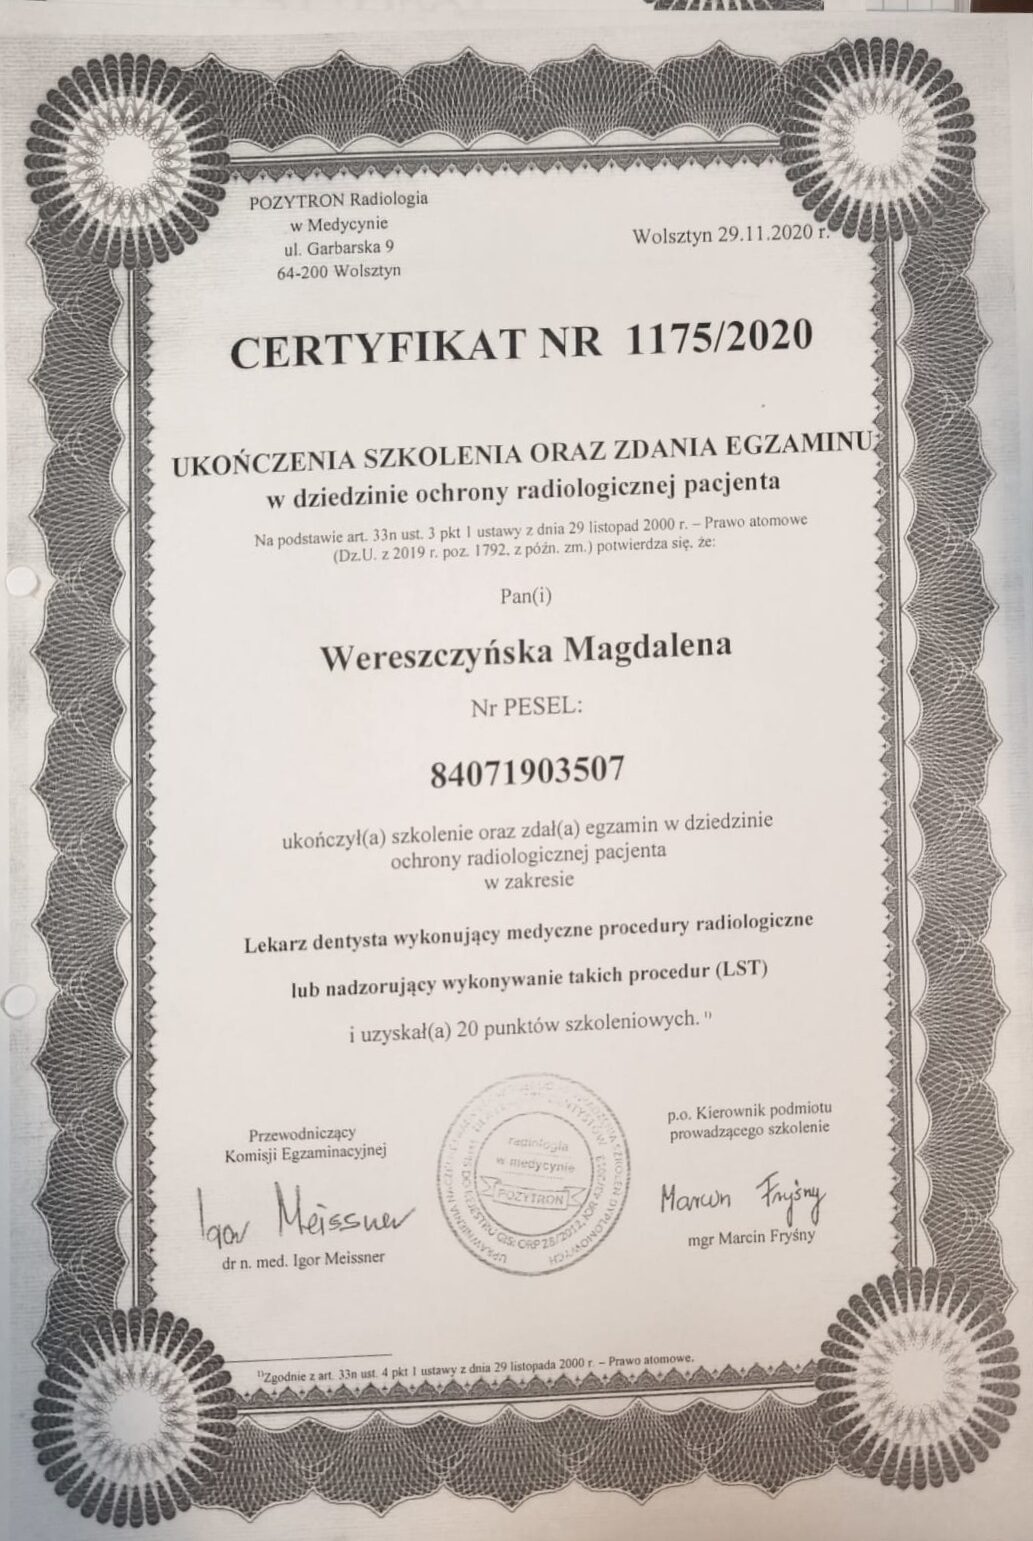 POZYTRON Radiologia
w Medycynie
ul. Garbarska 9
64-200 Wolsztyn
Wolsztyn 29.11.2020 r.
CERTYFIKAT NR 1175/2020
UKOŃCZENIA SZKOLENIA ORAZ ZDANIA EGZAMINU
w dziedzinie ochrony radiologicznej pacjenta
Na podstawie art. 33n ust. 3 pkt 1 ustawy z dnia 29 listopad 2000 r. – Prawo atomowe
(Dz.U. z 2019 r. poz. 1792, z późn. zm.) potwierdza się, że:
Pan(i)
Wereszczyńska Magdalena
Nr PESEL:
84071903507
ukończył(a) szkolenie oraz zdał(a) egzamin w dziedzinie
ochrony radiologicznej pacjenta
w zakresie
Lekarz dentysta wykonujący medyczne procedury radiologiczne
lub nadzorujący wykonywanie takich procedur (LST)
i uzyskał(a) 20 punktów szkoleniowych. ¹⁾
Przewodniczący
Komisji Egzaminacyjnej
Igor Meissner
dr n. med. Igor Meissner
radiologia
w medycynie
POZYTRON
p.o. Kierownik podmiotu
prowadzącego szkolenie
Marcin Fryśny
mgr Marcin Fryśny
¹⁾Zgodnie z art. 33n ust. 4 pkt 1 ustawy z dnia 29 listopada 2000 r. – Prawo atomowe.